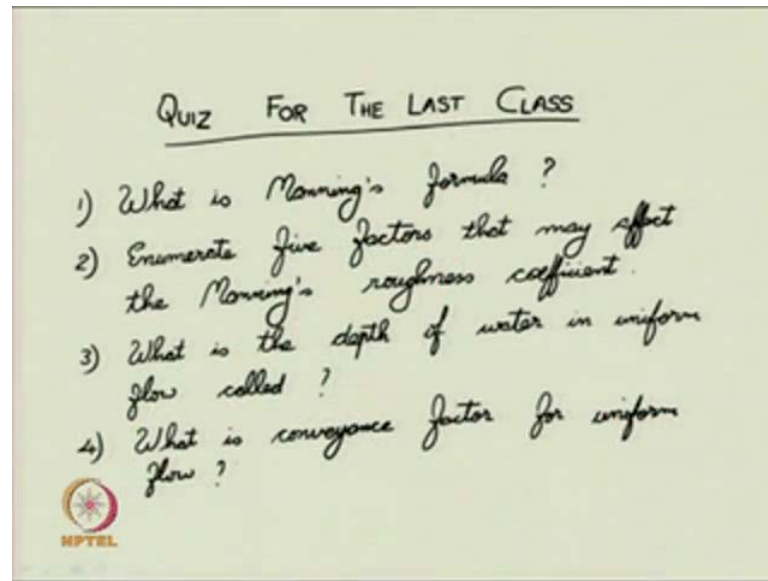 QUIZ FOR THE LAST CLASS
1) What is Manning's formula ?
2) Enumerate five factors that may affect
the Manning's roughness coefficient.
3) What is the depth of water in uniform
flow called ?
4) What is conveyance factor for uniform
flow ?
NPTEL